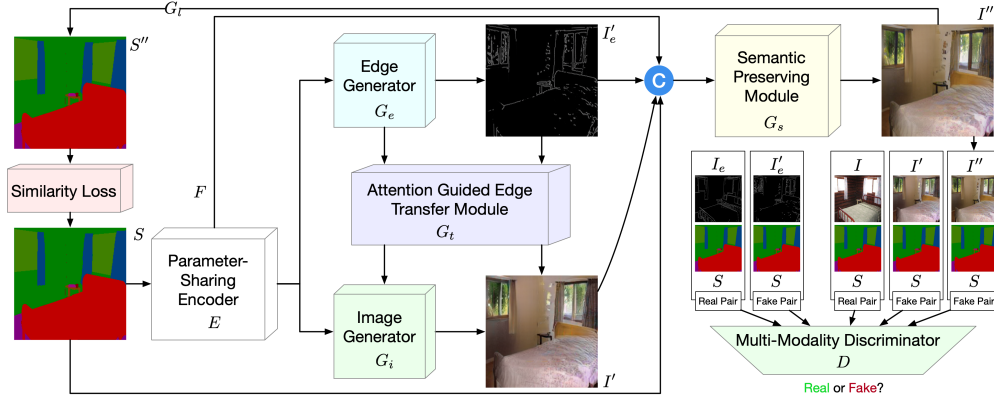 G_l
S''
Similarity Loss
S
F
Parameter-
Sharing
Encoder
E
Edge
Generator
G_e
I'_e
Attention Guided Edge
Transfer Module
G_t
Image
Generator
G_i
I'
C
Semantic
Preserving
Module
G_s
I''
I_e
I'_e
I
I'
I''
S
S
S
S
S
Real Pair
Fake Pair
Real Pair
Fake Pair
Fake Pair
Multi-Modality Discriminator
D
Real or Fake?